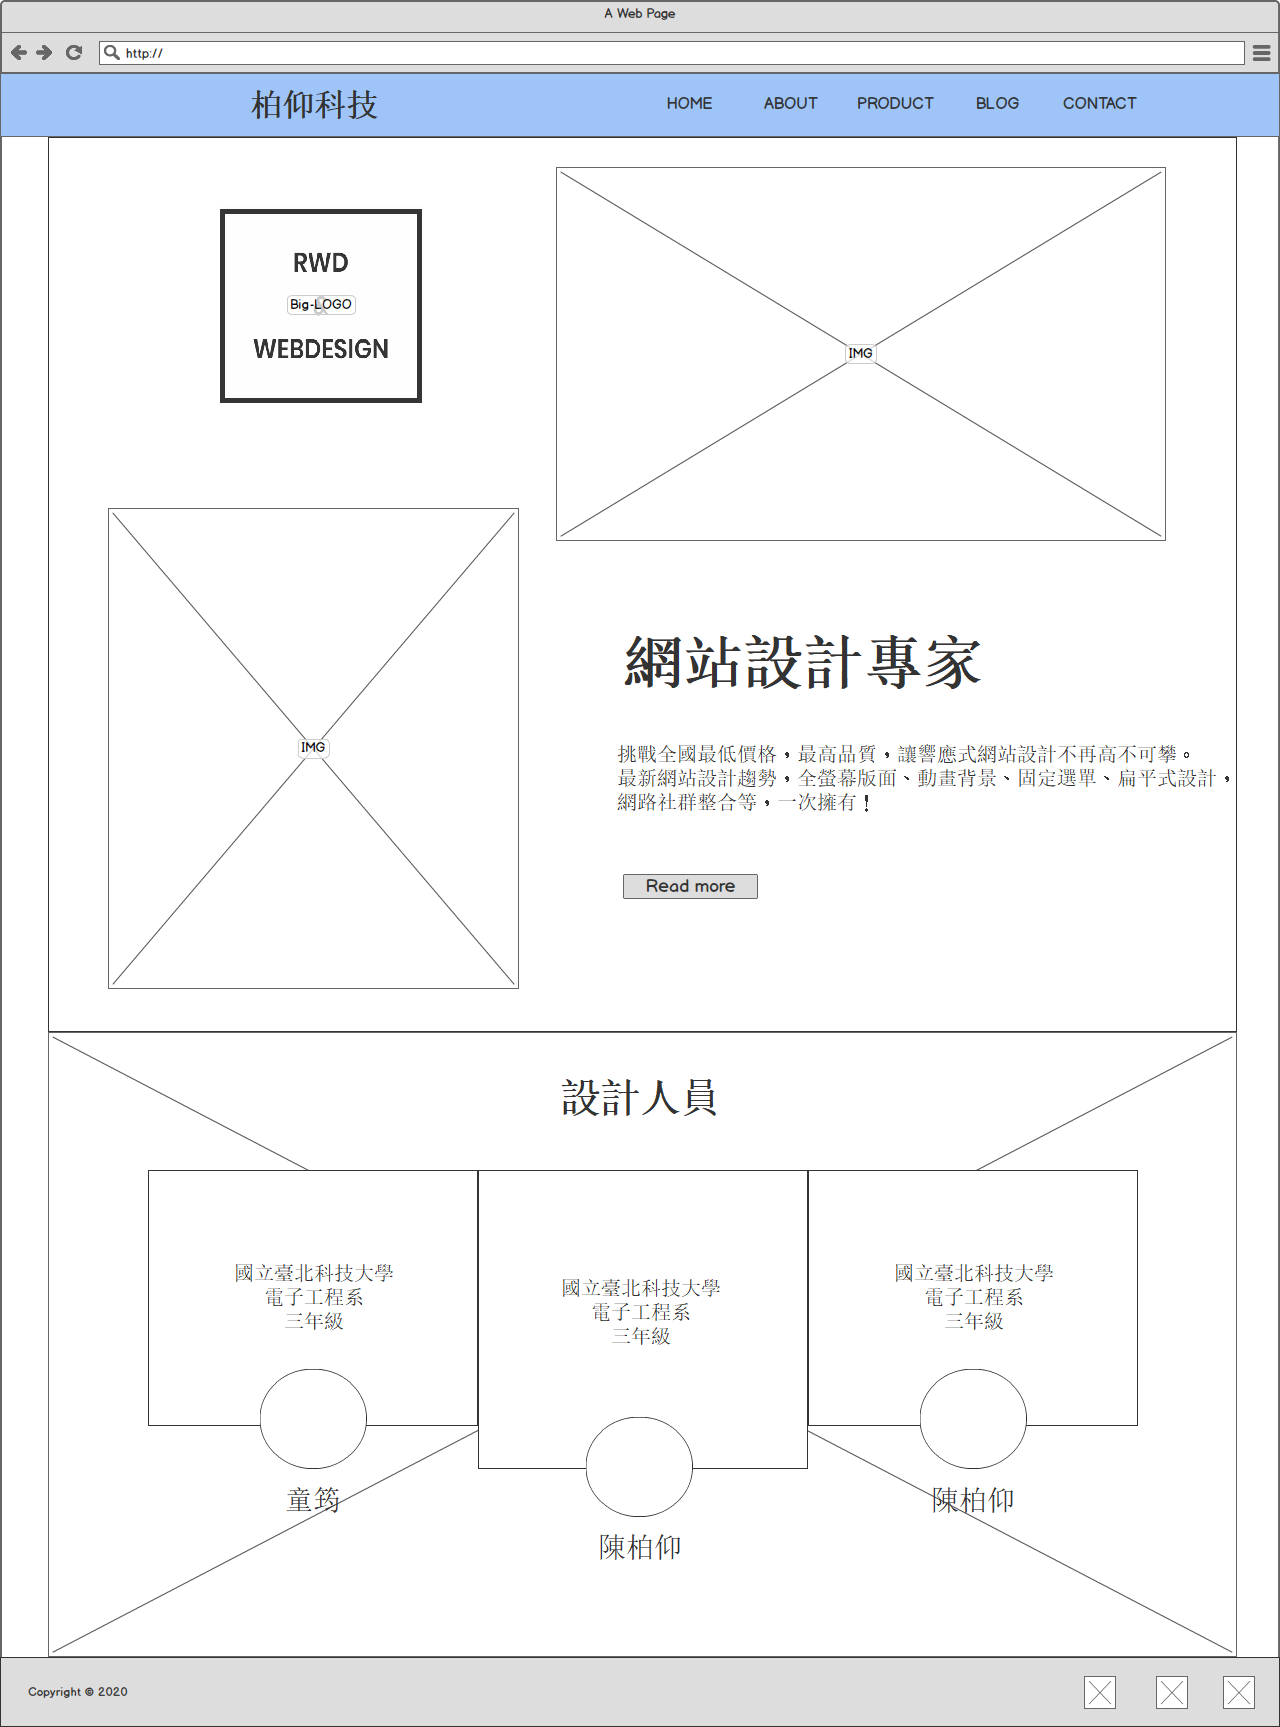 A Web Page
http://
柏仰科技
HOME ABOUT PRODUCT BLOG CONTACT
RWD
Big-LOGO
WEBDESIGN
IMG
IMG
網站設計專家
挑戰全國最低價格，最高品質，讓響應式網站設計不再高不可攀。
最新網站設計趨勢，全螢幕版面、動畫背景、固定選單、扁平式設計，
網路社群整合等，一次擁有！
Read more
設計人員
國立臺北科技大學
電子工程系
三年級
童筠
國立臺北科技大學
電子工程系
三年級
陳柏仰
國立臺北科技大學
電子工程系
三年級
陳柏仰
Copyright © 2020